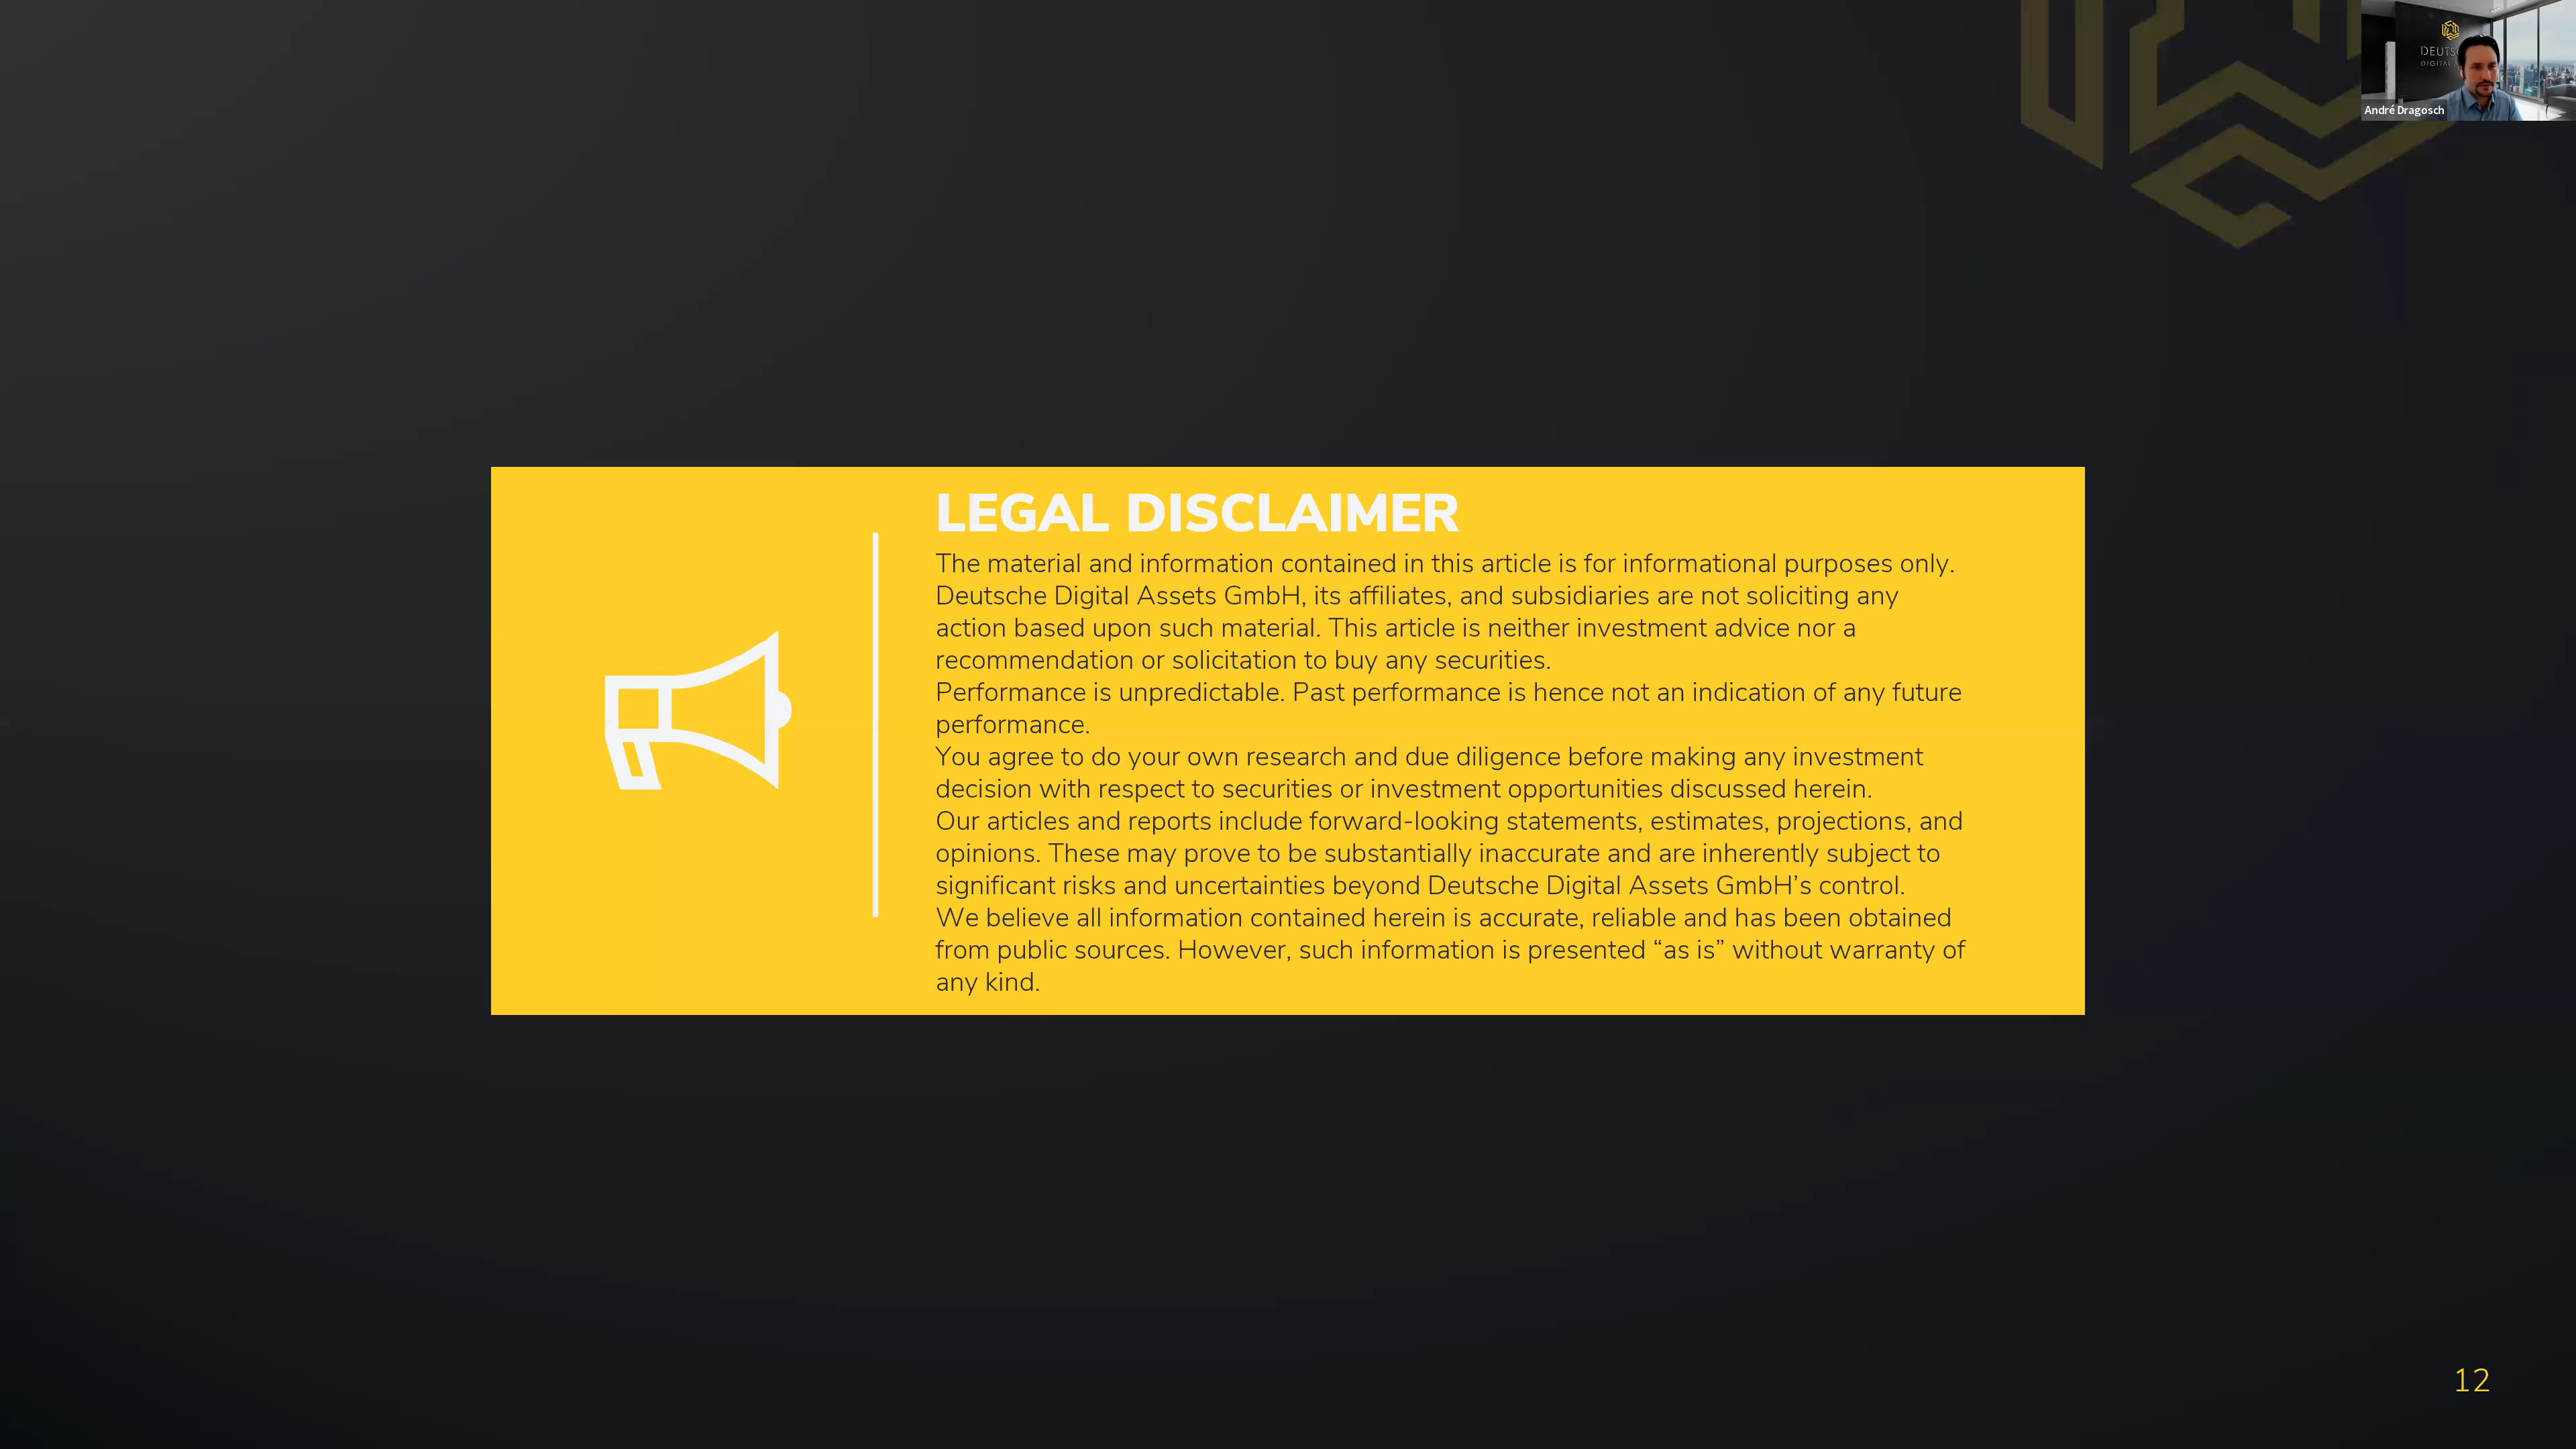 DEUTS
DIGITAL
André Dragosch
LEGAL DISCLAIMER
The material and information contained in this article is for informational purposes only.
Deutsche Digital Assets GmbH, its affiliates, and subsidiaries are not soliciting any
action based upon such material. This article is neither investment advice nor a
recommendation or solicitation to buy any securities.
Performance is unpredictable. Past performance is hence not an indication of any future
performance.
You agree to do your own research and due diligence before making any investment
decision with respect to securities or investment opportunities discussed herein.
Our articles and reports include forward-looking statements, estimates, projections, and
opinions. These may prove to be substantially inaccurate and are inherently subject to
significant risks and uncertainties beyond Deutsche Digital Assets GmbH’s control.
We believe all information contained herein is accurate, reliable and has been obtained
from public sources. However, such information is presented “as is” without warranty of
any kind.
12